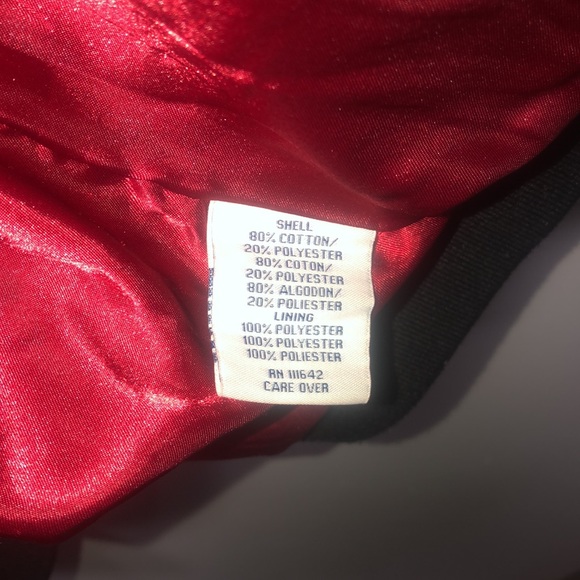 SHELL
80% COTTON/
20% POLYESTER
80% COTON/
20% POLYESTER
80% ALGODON/
20% POLIESTER
LINING
100% POLYESTER
100% POLYESTER
100% POLIESTER
RN 111642
CARE OVER